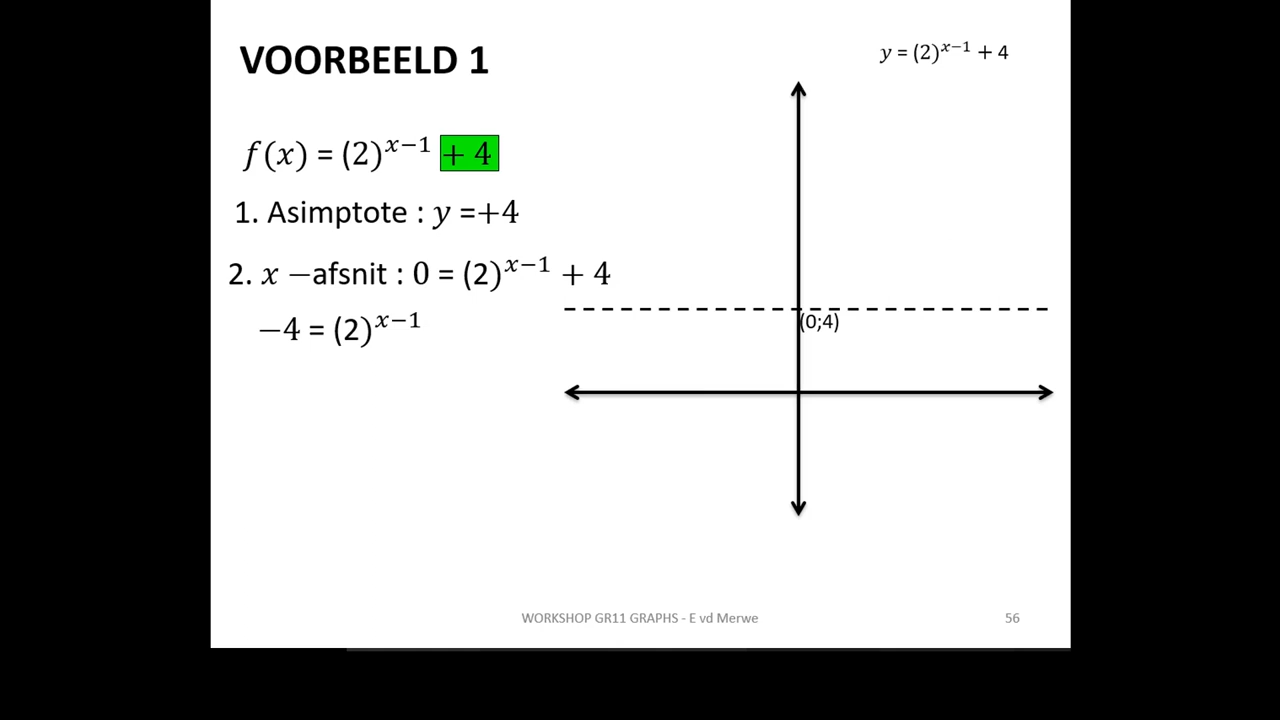 VOORBEELD 1
y = (2)^{x−1} + 4
f(x) = (2)^{x−1} + 4
1. Asimptote : y =+4
2. x −afsnit : 0 = (2)^{x−1} + 4
−4 = (2)^{x−1}
(0;4)
WORKSHOP GR11 GRAPHS - E vd Merwe
56